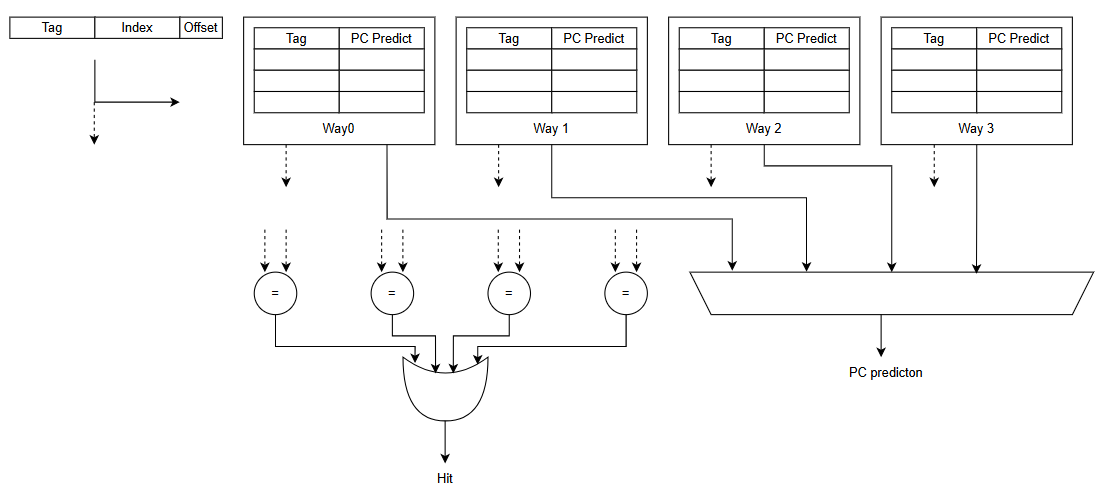 Tag Index Offset
Tag PC Predict
Way0
Tag PC Predict
Way 1
Tag PC Predict
Way 2
Tag PC Predict
Way 3
= = = =
PC predicton
Hit